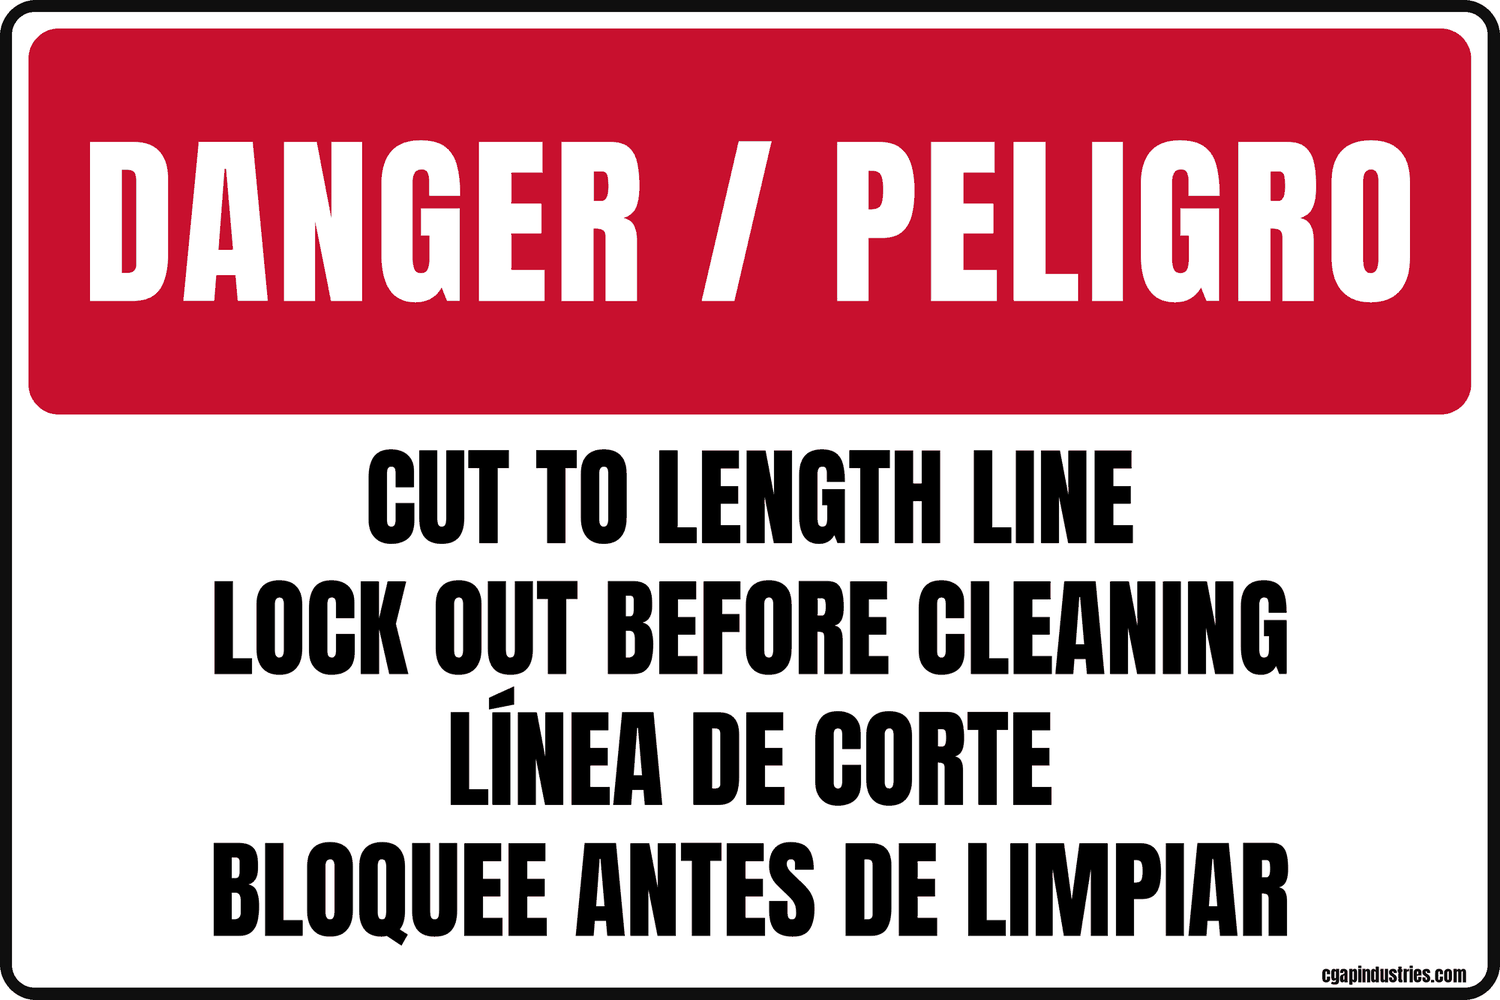 DANGER / PELIGRO
CUT TO LENGTH LINE
LOCK OUT BEFORE CLEANING
LÍNEA DE CORTE
BLOQUEE ANTES DE LIMPIAR
cgapindustries.com